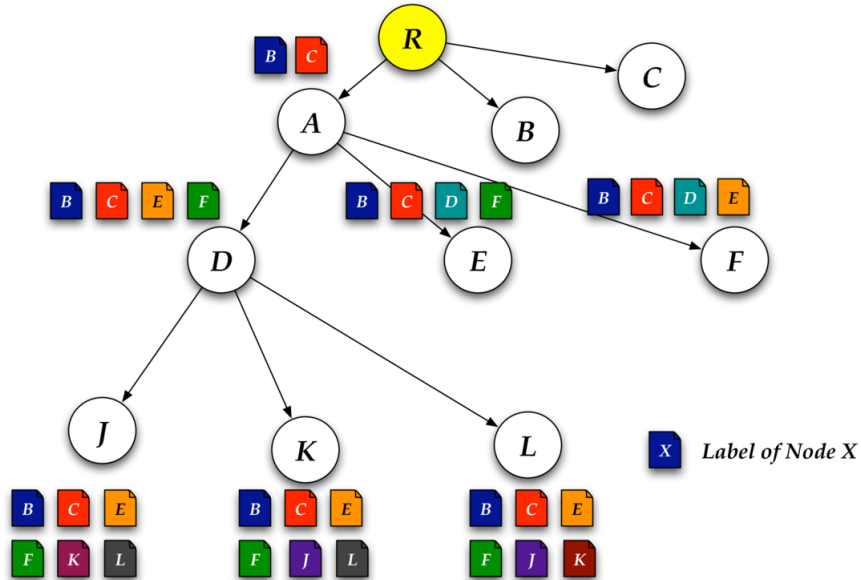 R
B C
C
A
B
B C E F
B C D F
B C D E
D
E
F
J
K
L
X Label of Node X
B C E
B C E
B C E
F K L
F J L
F J K